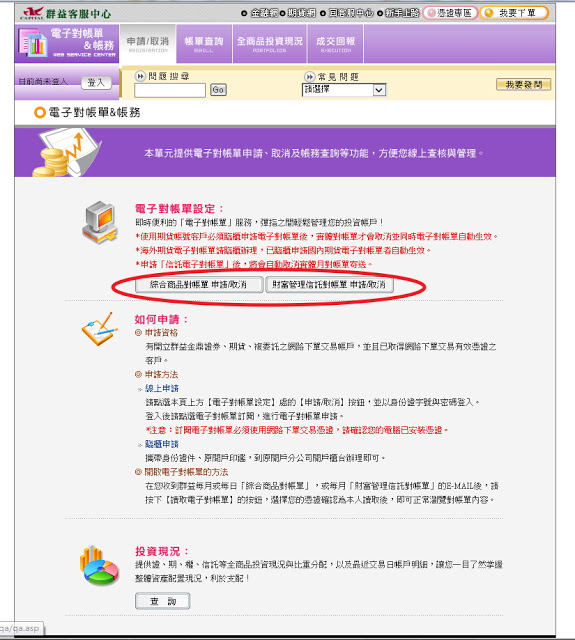 CAPITAL 群益客服中心
金融網 期貨網 回客服中心 新手上路 憑證專區 我要下單
電子對帳單
&帳務
WEB SERVICE CENTER
申請/取消
REGISTRATION
帳單查詢
ENROLL
全商品投資現況
PORTFOLIOS
成交回報
EXECUTION
目前尚未登入 登入
問題搜尋
Go
常見問題
請選擇
我要發問
電子對帳單&帳務
本單元提供電子對帳單申請、取消及帳務查詢等功能，方便您線上查核與管理。
電子對帳單設定：
即時便利的「電子對帳單」服務，彈指之間輕鬆管理您的投資帳戶！
*使用期貨帳號客戶必須臨櫃申請電子對帳單後，實體對帳單才會取消並同時電子對帳單自動生效。
*海外期貨電子對帳單請臨櫃辦理，已臨櫃申請國內期貨電子對帳單者自動生效。
*申請「信託電子對帳單」後，將會自動取消實體月對帳單寄送。
綜合商品對帳單 申請/取消 財富管理信託對帳單 申請/取消
如何申請：
申請資格
有開立群益金鼎證券、期貨、複委託之網路下單交易帳戶，並且已取得網路下單交易有效憑證之
客戶。
申請方法
線上申請
請點選本頁上方【電子對帳單設定】處的【申請/取消】按鈕，並以身份證字號與密碼登入。
登入後請點選電子對帳單訂閱，進行電子對帳單申請。
*注意：訂閱電子對帳單必須使用網路下單交易憑證，請確認您的電腦已安裝憑證。
臨櫃申請
攜帶身份證件、原開戶印鑑，到原開戶分公司開戶櫃台辦理即可。
開啟電子對帳單的方法
在您收到群益每月或每日「綜合商品對帳單」，或每月「財富管理信託對帳單」的E-MAIL後，請
按下【讀取電子對帳單】的按鈕，選擇您的憑證確認為本人讀取後，即可正常瀏覽對帳單內容。
投資現況：
提供證、期、權、信託等全商品投資現況與比重分配，以及最近交易日帳戶明細，讓您一目了然掌握
整體資產配置現況，利於支配！
查 詢
qa/qa.asp